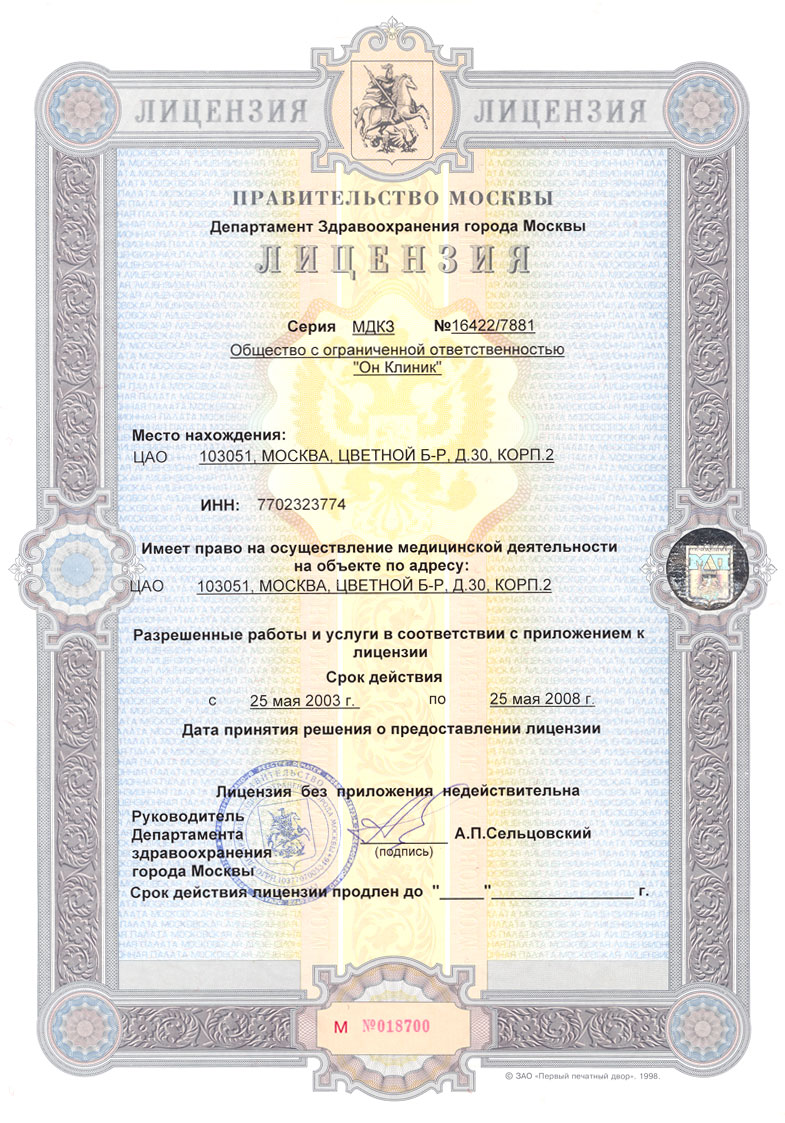 ЛИЦЕНЗИЯ ЛИЦЕНЗИЯ
ПРАВИТЕЛЬСТВО МОСКВЫ
Департамент Здравоохранения города Москвы
ЛИЦЕНЗИЯ
Серия МДКЗ №16422/7881
Общество с ограниченной ответственностью
"Он Клиник"
Место нахождения:
ЦАО 103051, МОСКВА, ЦВЕТНОЙ Б-Р, Д.30, КОРП.2
ИНН: 7702323774
Имеет право на осуществление медицинской деятельности
на объекте по адресу:
ЦАО 103051, МОСКВА, ЦВЕТНОЙ Б-Р, Д.30, КОРП.2
Разрешенные работы и услуги в соответствии с приложением к
лицензии
Срок действия
с 25 мая 2003 г. по 25 мая 2008 г.
Дата принятия решения о предоставлении лицензии
Лицензия без приложения недействительна
Руководитель
Департамента
здравоохранения
города Москвы
А.П.Сельцовский
(подпись)
Срок действия лицензии продлен до "_____"________________ г.
М №018700
© ЗАО «Первый печатный двор». 1998.